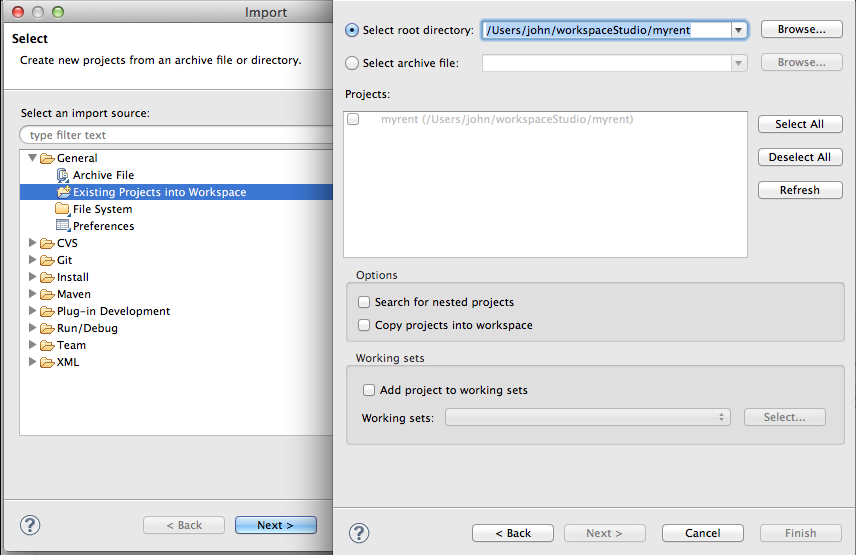 Import
Select
Create new projects from an archive file or directory.
Select an import source:
type filter text
General
Archive File
Existing Projects into Workspace
File System
Preferences
CVS
Git
Install
Maven
Plug-in Development
Run/Debug
Team
XML
?
< Back
Next >
Select root directory:
/Users/john/workspaceStudio/myrent
Browse...
Select archive file:
Browse...
Projects:
myrent (/Users/john/workspaceStudio/myrent)
Select All
Deselect All
Refresh
Options
Search for nested projects
Copy projects into workspace
Working sets
Add project to working sets
Working sets:
Select...
?
< Back
Next >
Cancel
Finish